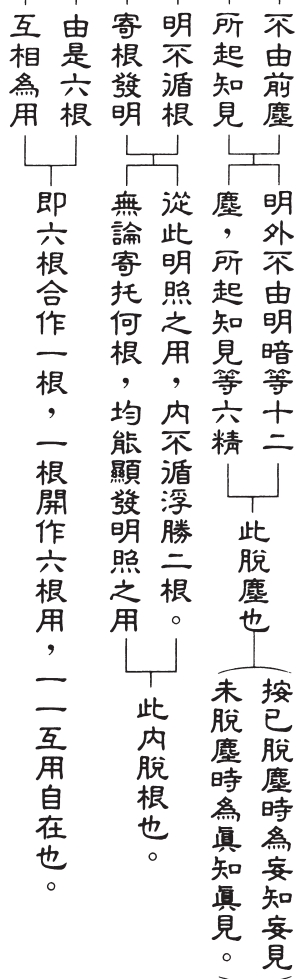 不由前塵
所起知見
明不循根
寄根發明
由是六根
互相為用
明外不由明暗等十二
塵，所起知見等六精
從此明照之用，內不循浮勝二根。
無論寄托何根，均能顯發明照之用
即六根合作一根，一根開作六根用，一一互用自在也。
此脫塵也
此內脫根也。
按已脫塵時為妄知妄見
未脫塵時為眞知眞見。